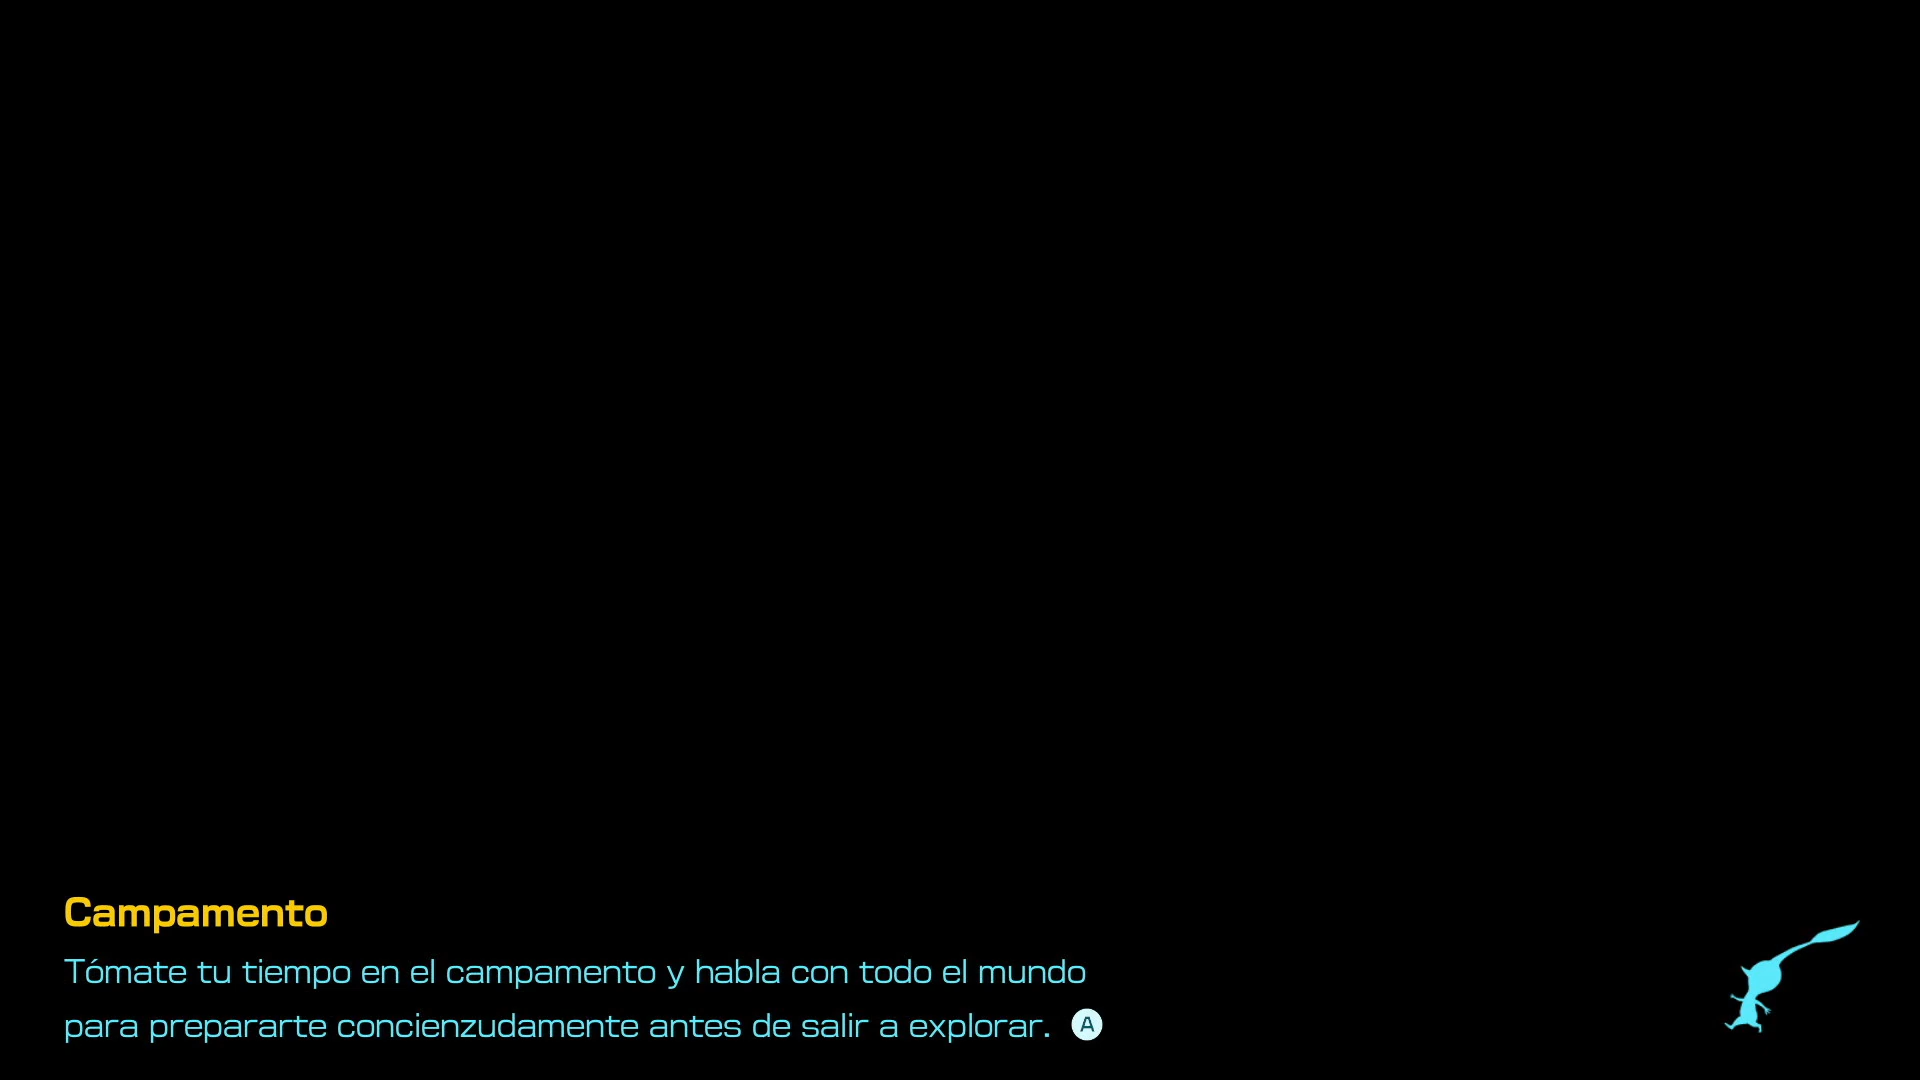 Campamento
Tómate tu tiempo en el campamento y habla con todo el mundo
para prepararte concienzudamente antes de salir a explorar. A